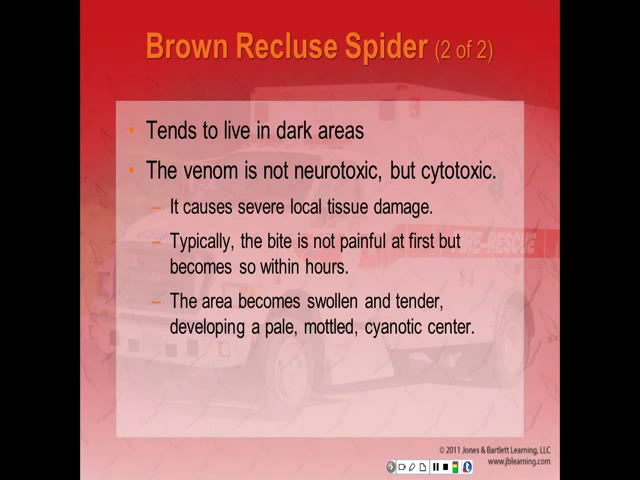 Brown Recluse Spider (2 of 2)
• Tends to live in dark areas
• The venom is not neurotoxic, but cytotoxic.
– It causes severe local tissue damage.
– Typically, the bite is not painful at first but
becomes so within hours.
– The area becomes swollen and tender,
developing a pale, mottled, cyanotic center.
FIRE-RESCUE
© 2011 Jones & Bartlett Learning, LLC
www.jblearning.com